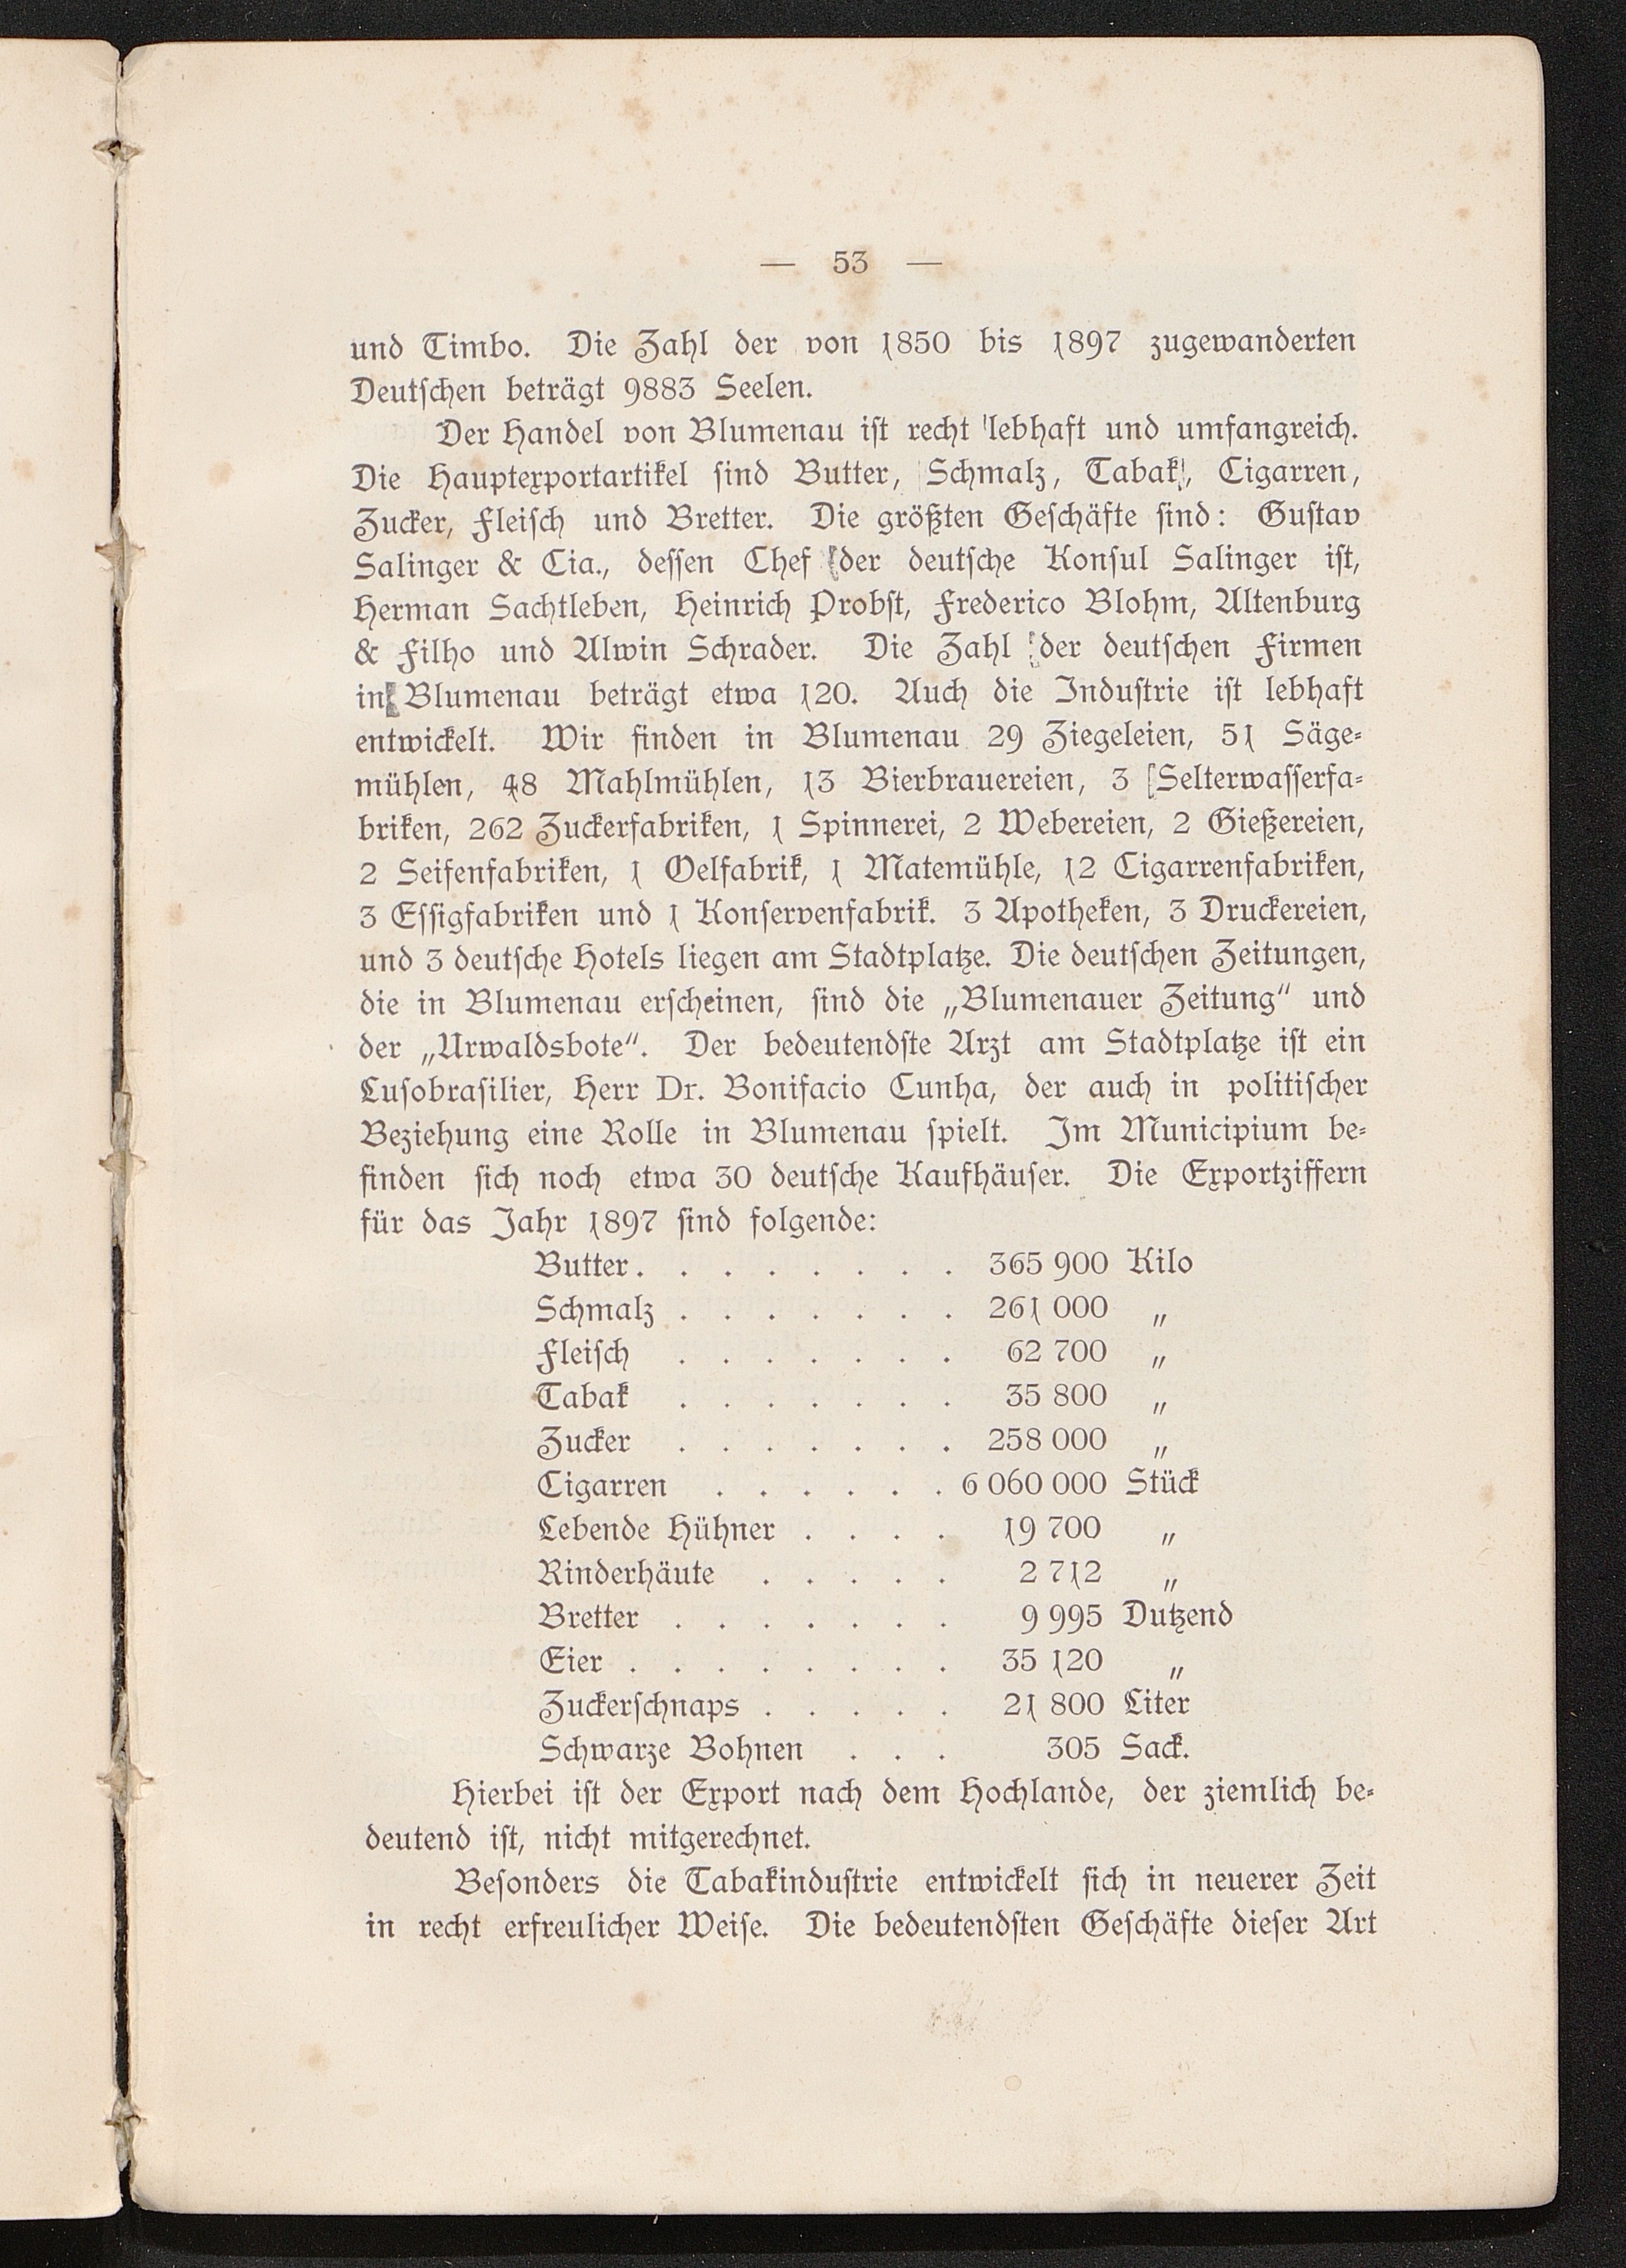 — 53 —
und Timbo. Die Zahl der von 1850 bis 1897 zugewanderten
Deutschen beträgt 9883 Seelen.
Der Handel von Blumenau ist recht lebhaft und umfangreich.
Die Hauptexportartikel sind Butter, Schmalz, Tabak, Cigarren,
Zucker, Fleisch und Bretter. Die größten Geschäfte sind: Gustav
Salinger & Cia., dessen Chef der deutsche Konsul Salinger ist,
Herman Sachtleben, Heinrich Probst, Frederico Blohm, Altenburg
& Filho und Alwin Schrader. Die Zahl der deutschen Firmen
in Blumenau beträgt etwa 120. Auch die Industrie ist lebhaft
entwickelt. Wir finden in Blumenau 29 Ziegeleien, 51 Säge-
mühlen, 48 Mahlmühlen, 13 Bierbrauereien, 3 Selterwasserfa-
briken, 262 Zuckerfabriken, 1 Spinnerei, 2 Webereien, 2 Gießereien,
2 Seifenfabriken, 1 Oelfabrik, 1 Matemühle, 12 Cigarrenfabriken,
3 Essigfabriken und 1 Konservenfabrik. 3 Apotheken, 3 Druckereien,
und 3 deutsche Hotels liegen am Stadtplatze. Die deutschen Zeitungen,
die in Blumenau erscheinen, sind die „Blumenauer Zeitung“ und
der „Urwaldsbote“. Der bedeutendste Arzt am Stadtplatze ist ein
Lusobrasilier, Herr Dr. Bonifacio Cunha, der auch in politischer
Beziehung eine Rolle in Blumenau spielt. Im Municipium be-
finden sich noch etwa 30 deutsche Kaufhäuser. Die Exportziffern
für das Jahr 1897 sind folgende:
Butter . . . . . . . . 365 900 Kilo
Schmalz . . . . . . . 261 000 „
Fleisch . . . . . . . 62 700 „
Tabak . . . . . . . 35 800 „
Zucker . . . . . . . 258 000 „
Cigarren . . . . . . 6 060 000 Stück
Lebende Hühner . . . . 19 700 „
Rinderhäute . . . . . 2 712 „
Bretter . . . . . . . 9 995 Dutzend
Eier . . . . . . . . 35 120 „
Zuckerschnaps . . . . . 21 800 Liter
Schwarze Bohnen . . . 305 Sack.
Hierbei ist der Export nach dem Hochlande, der ziemlich be-
deutend ist, nicht mitgerechnet.
Besonders die Tabakindustrie entwickelt sich in neuerer Zeit
in recht erfreulicher Weise. Die bedeutendsten Geschäfte dieser Art